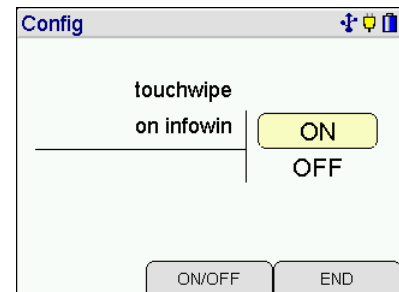 Config
touchwipe
on infowin
ON
OFF
ON/OFF
END